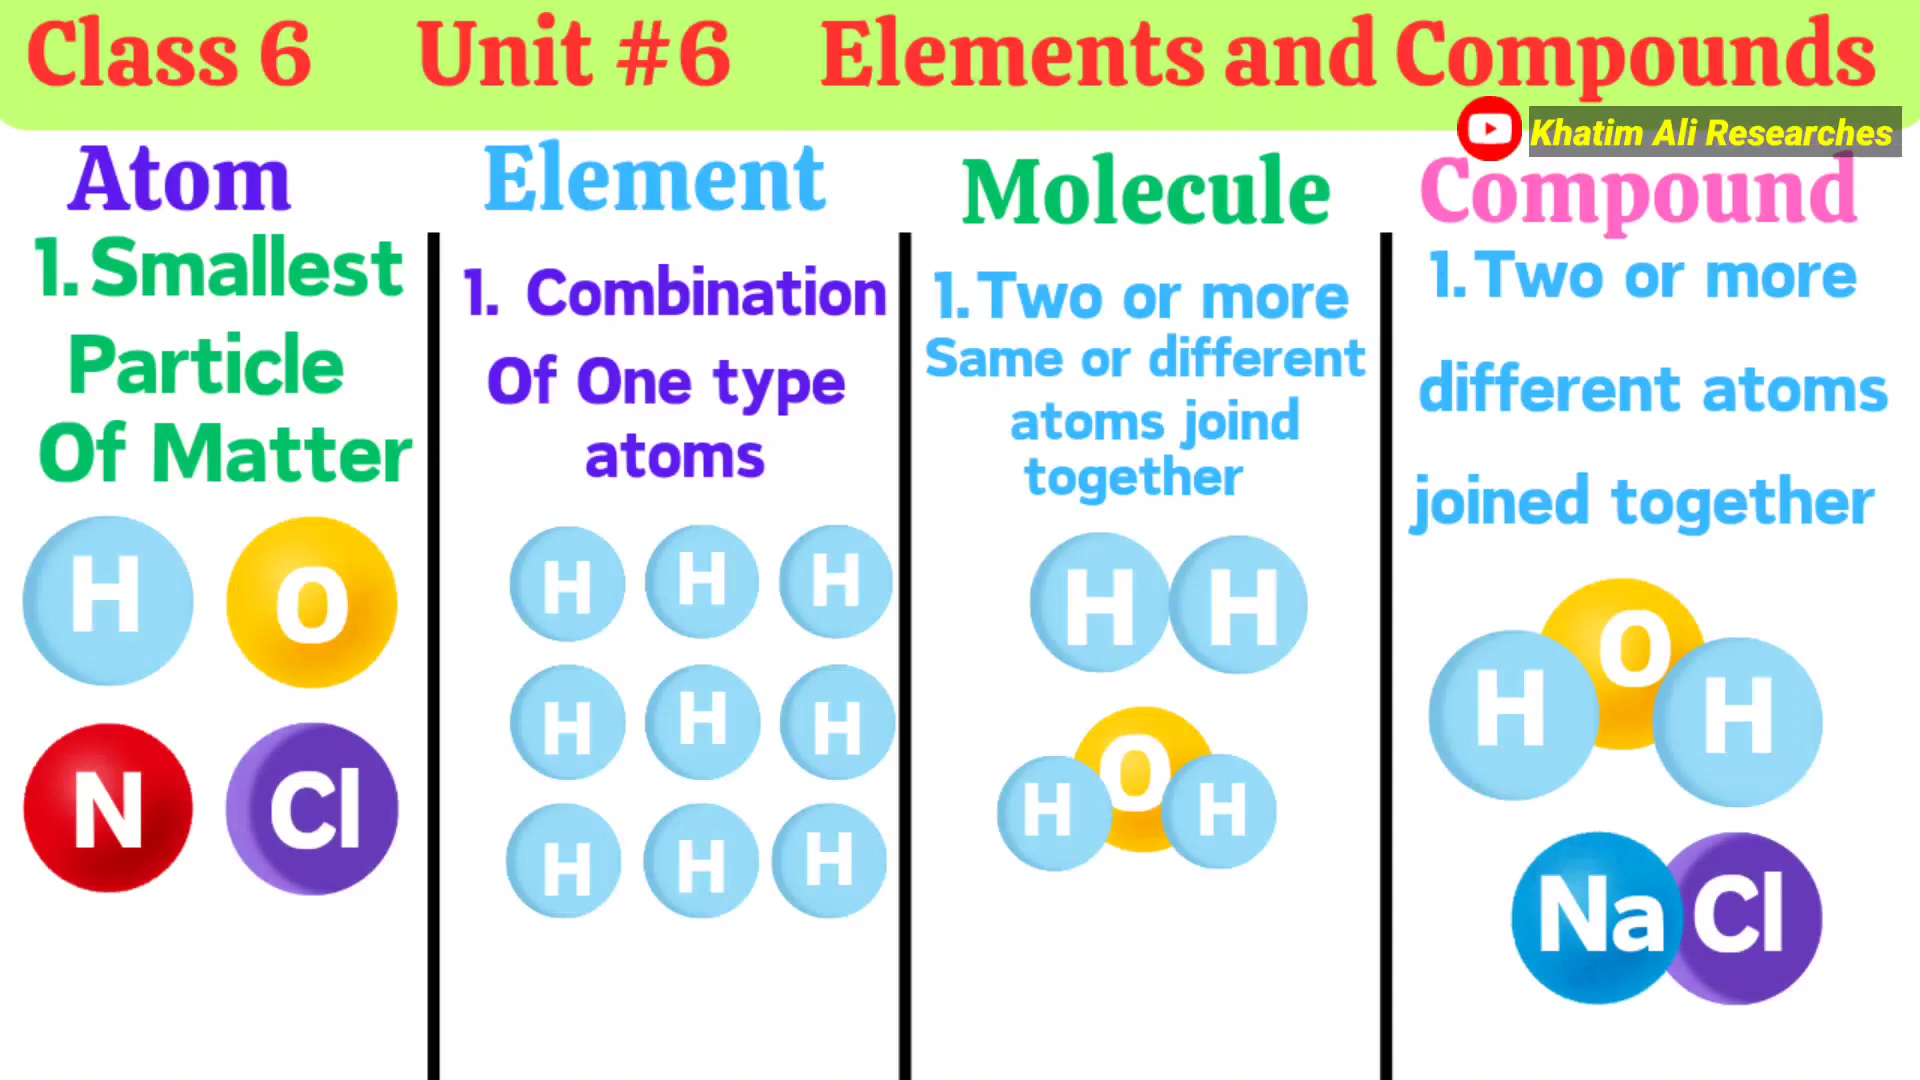 Class 6 Unit #6 Elements and Compounds
Khatim Ali Researches
Atom
1. Smallest
Particle
Of Matter
H O
N Cl
Element
1. Combination
Of One type
atoms
H H H
H H H
H H H
Molecule
1. Two or more
Same or different
atoms joind
together
H H
H O H
Compound
1. Two or more
different atoms
joined together
H O H
Na Cl